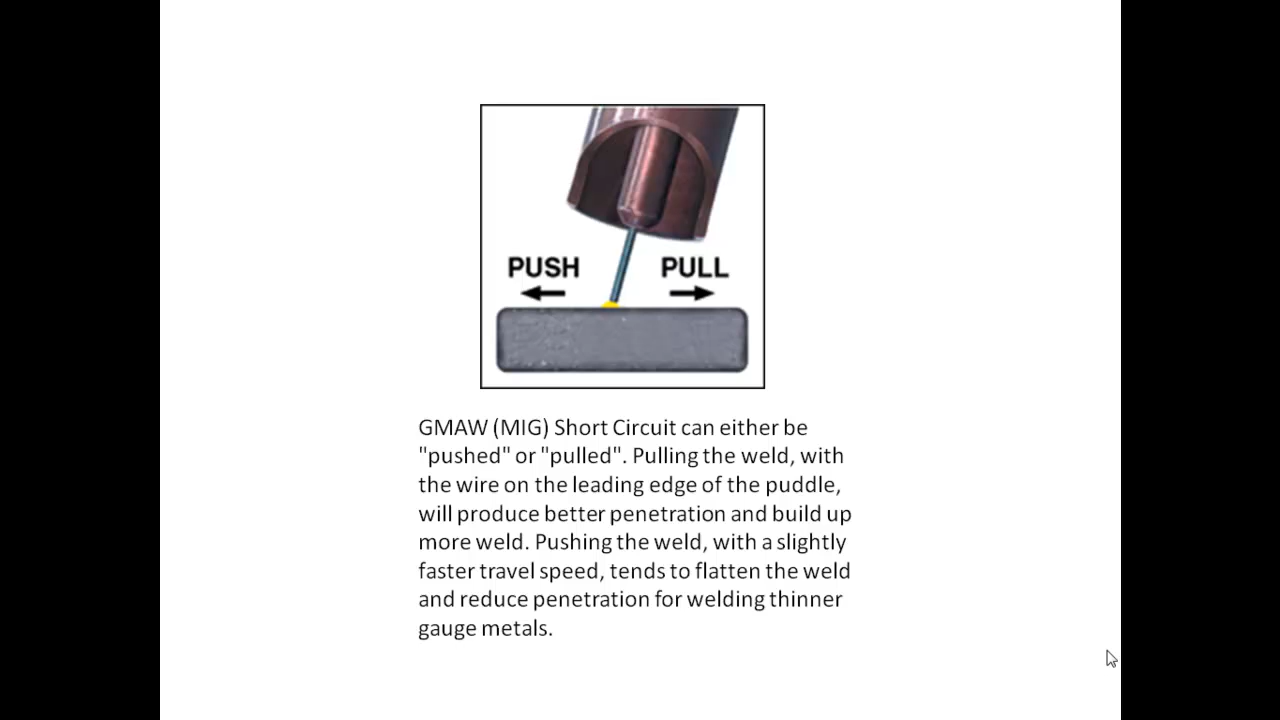 PUSH PULL
GMAW (MIG) Short Circuit can either be
"pushed" or "pulled". Pulling the weld, with
the wire on the leading edge of the puddle,
will produce better penetration and build up
more weld. Pushing the weld, with a slightly
faster travel speed, tends to flatten the weld
and reduce penetration for welding thinner
gauge metals.